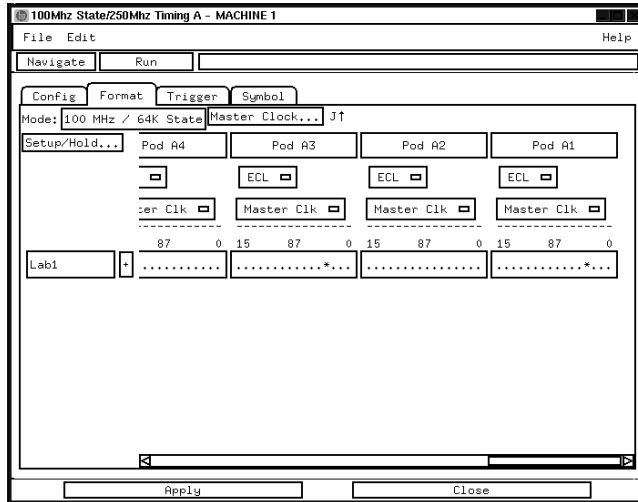 100Mhz State/250Mhz Timing A - MACHINE 1
File Edit Help
Navigate Run
Config Format Trigger Symbol
Mode: 100 MHz / 64K State Master Clock... J↑
Setup/Hold... Pod A4 Pod A3 Pod A2 Pod A1
ECL ECL ECL
ter Clk Master Clk Master Clk Master Clk
87 0 15 87 0 15 87 0 15 87 0
Lab1 + ........... ............*... ................ ............*...
Apply Close